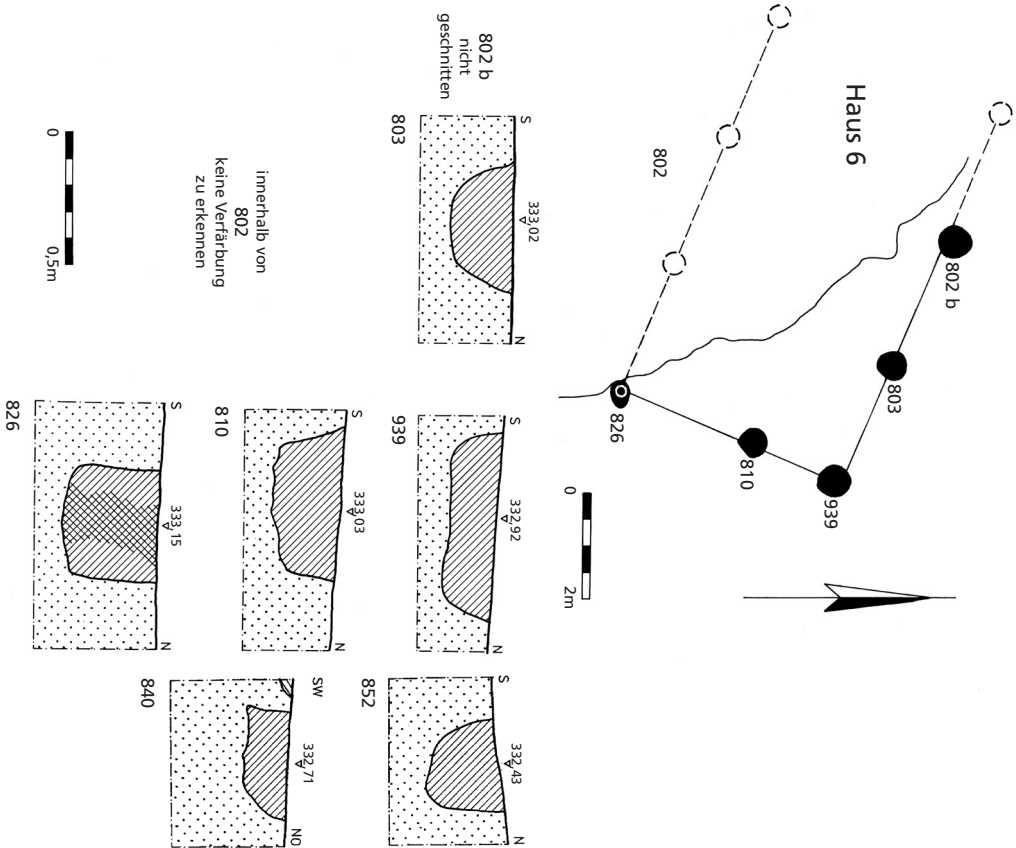 Haus 6
802
802 b
803
939
810
826
0
2m
802 b
nicht
geschnitten
S
333,02
N
803
innerhalb von
802
keine Verfärbung
zu erkennen
0
0,5m
S
332,92
N
939
S
333,03
N
810
S
333,15
N
826
S
332,43
N
852
SW
332,71
NO
840